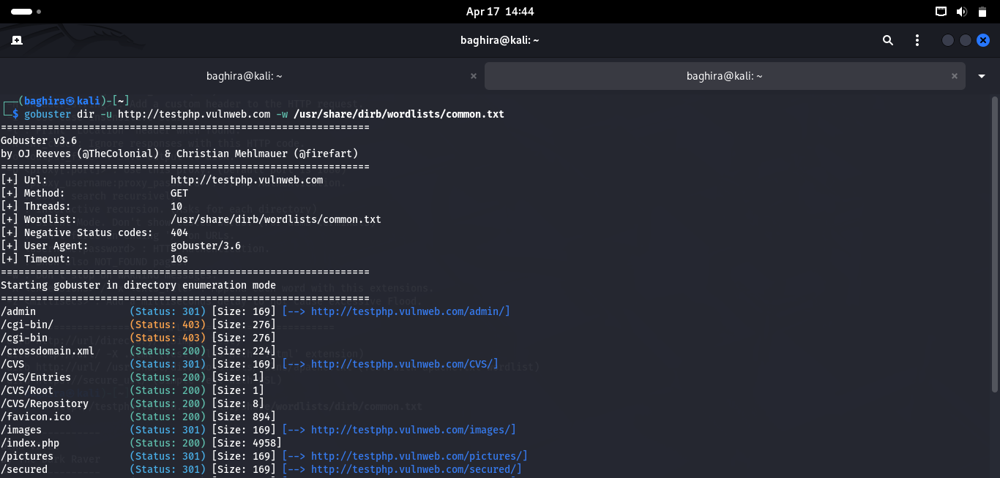 Apr 17 14:44
baghira@kali: ~
baghira@kali: ~
baghira@kali: ~
┌──(baghira㉿kali)-[~]
└─$ gobuster dir -u http://testphp.vulnweb.com -w /usr/share/dirb/wordlists/common.txt
===============================================================
Gobuster v3.6
by OJ Reeves (@TheColonial) & Christian Mehlmauer (@firefart)
===============================================================
[+] Url:                     http://testphp.vulnweb.com
[+] Method:                  GET
[+] Threads:                 10
[+] Wordlist:                /usr/share/dirb/wordlists/common.txt
[+] Negative Status codes:   404
[+] User Agent:              gobuster/3.6
[+] Timeout:                 10s
===============================================================
Starting gobuster in directory enumeration mode
===============================================================
/admin                (Status: 301) [Size: 169] [--> http://testphp.vulnweb.com/admin/]
/cgi-bin/             (Status: 403) [Size: 276]
/cgi-bin              (Status: 403) [Size: 276]
/crossdomain.xml      (Status: 200) [Size: 224]
/CVS                  (Status: 301) [Size: 169] [--> http://testphp.vulnweb.com/CVS/]
/CVS/Entries          (Status: 200) [Size: 1]
/CVS/Root             (Status: 200) [Size: 1]
/CVS/Repository       (Status: 200) [Size: 8]
/favicon.ico          (Status: 200) [Size: 894]
/images               (Status: 301) [Size: 169] [--> http://testphp.vulnweb.com/images/]
/index.php            (Status: 200) [Size: 4958]
/pictures             (Status: 301) [Size: 169] [--> http://testphp.vulnweb.com/pictures/]
/secured              (Status: 301) [Size: 169] [--> http://testphp.vulnweb.com/secured/]